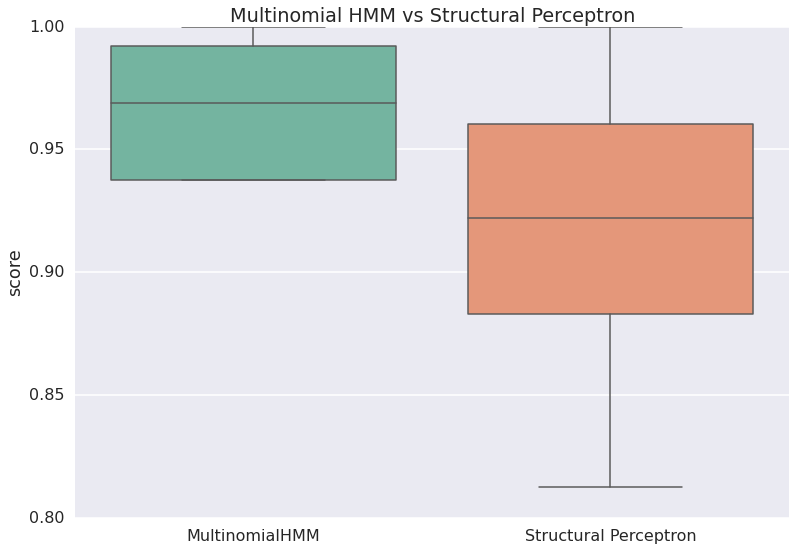 Multinomial HMM vs Structural Perceptron
1.00
0.95
0.90
0.85
0.80
score
MultinomialHMM
Structural Perceptron